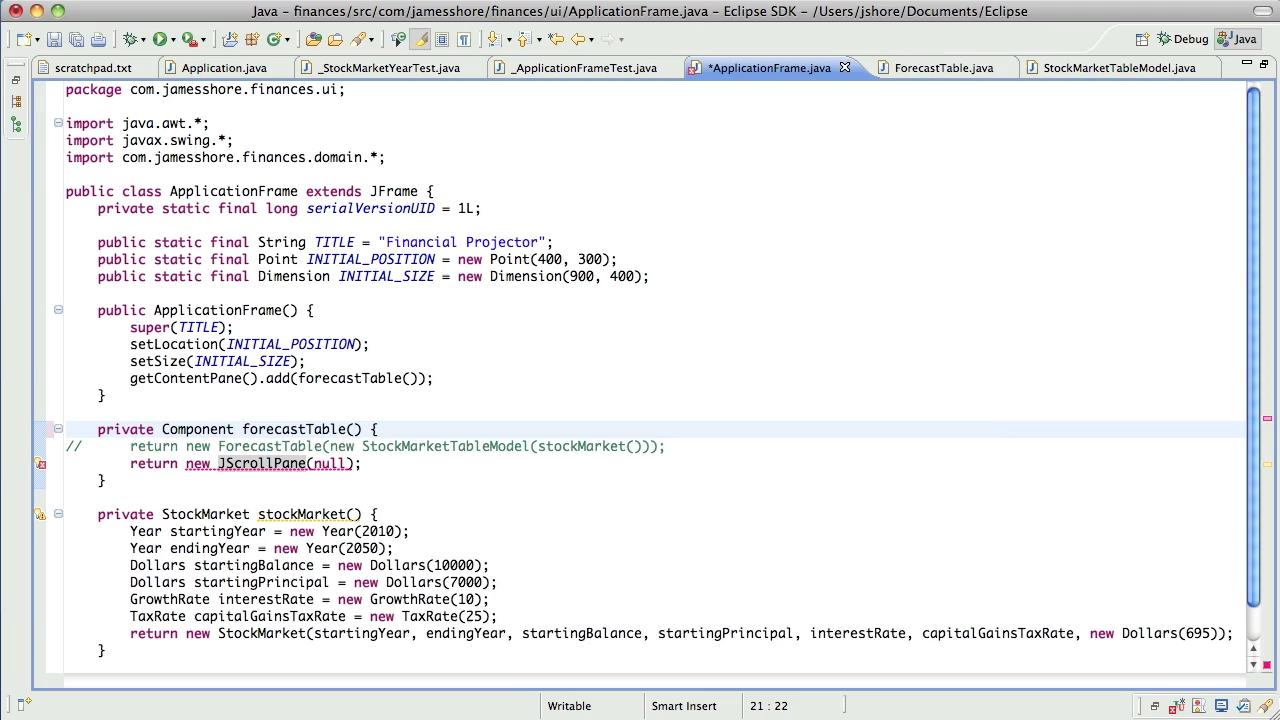 Java - finances/src/com/jamesshore/finances/ui/ApplicationFrame.java - Eclipse SDK - /Users/jshore/Documents/Eclipse
Debug Java
scratchpad.txt Application.java _StockMarketYearTest.java _ApplicationFrameTest.java *ApplicationFrame.java ForecastTable.java StockMarketTableModel.java
package com.jamesshore.finances.ui;
import java.awt.*;
import javax.swing.*;
import com.jamesshore.finances.domain.*;
public class ApplicationFrame extends JFrame {
private static final long serialVersionUID = 1L;
public static final String TITLE = "Financial Projector";
public static final Point INITIAL_POSITION = new Point(400, 300);
public static final Dimension INITIAL_SIZE = new Dimension(900, 400);
public ApplicationFrame() {
super(TITLE);
setLocation(INITIAL_POSITION);
setSize(INITIAL_SIZE);
getContentPane().add(forecastTable());
}
private Component forecastTable() {
// return new ForecastTable(new StockMarketTableModel(stockMarket()));
return new JScrollPane(null);
}
private StockMarket stockMarket() {
Year startingYear = new Year(2010);
Year endingYear = new Year(2050);
Dollars startingBalance = new Dollars(10000);
Dollars startingPrincipal = new Dollars(7000);
GrowthRate interestRate = new GrowthRate(10);
TaxRate capitalGainsTaxRate = new TaxRate(25);
return new StockMarket(startingYear, endingYear, startingBalance, startingPrincipal, interestRate, capitalGainsTaxRate, new Dollars(695));
}
Writable Smart Insert 21 : 22